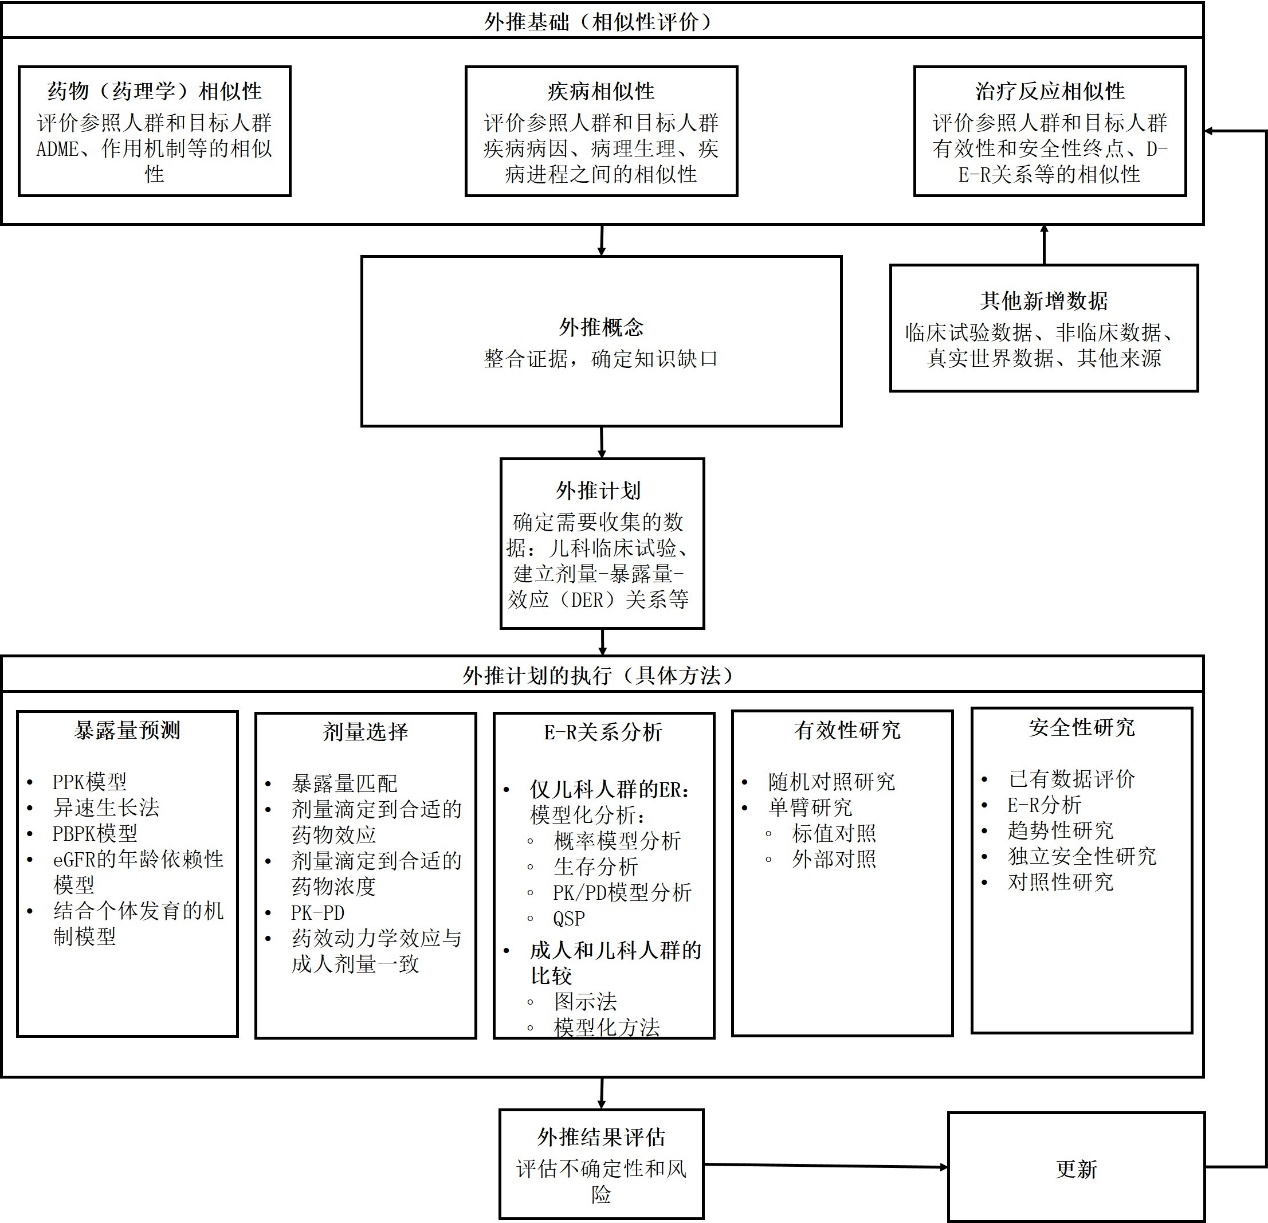 外推基础（相似性评价）
药物（药理学）相似性
评价参照人群和目标人群
ADME、作用机制等的相似
性
疾病相似性
评价参照人群和目标人群
疾病病因、病理生理、疾
病进程之间的相似性
治疗反应相似性
评价参照人群和目标人群
有效性和安全性终点、D-
E-R关系等的相似性
外推概念
整合证据，确定知识缺口
其他新增数据
临床试验数据、非临床数据、
真实世界数据、其他来源
外推计划
确定需要收集的数
据：儿科临床试验、
建立剂量-暴露量-
效应（DER）关系等
外推计划的执行（具体方法）
暴露量预测
• PPK模型
• 异速生长法
• PBPK模型
• eGFR的年龄依赖性
模型
• 结合个体发育的机
制模型
剂量选择
• 暴露量匹配
• 剂量滴定到合适的
药物效应
• 剂量滴定到合适的
药物浓度
• PK-PD
• 药效动力学效应与
成人剂量一致
E-R关系分析
• 仅儿科人群的ER：
模型化分析：
◦ 概率模型分析
◦ 生存分析
◦ PK/PD模型分析
◦ QSP
• 成人和儿科人群的
比较
◦ 图示法
◦ 模型化方法
有效性研究
• 随机对照研究
• 单臂研究
◦ 标值对照
◦ 外部对照
安全性研究
• 已有数据评价
• E-R分析
• 趋势性研究
• 独立安全性研究
• 对照性研究
外推结果评估
评估不确定性和风
险
更新